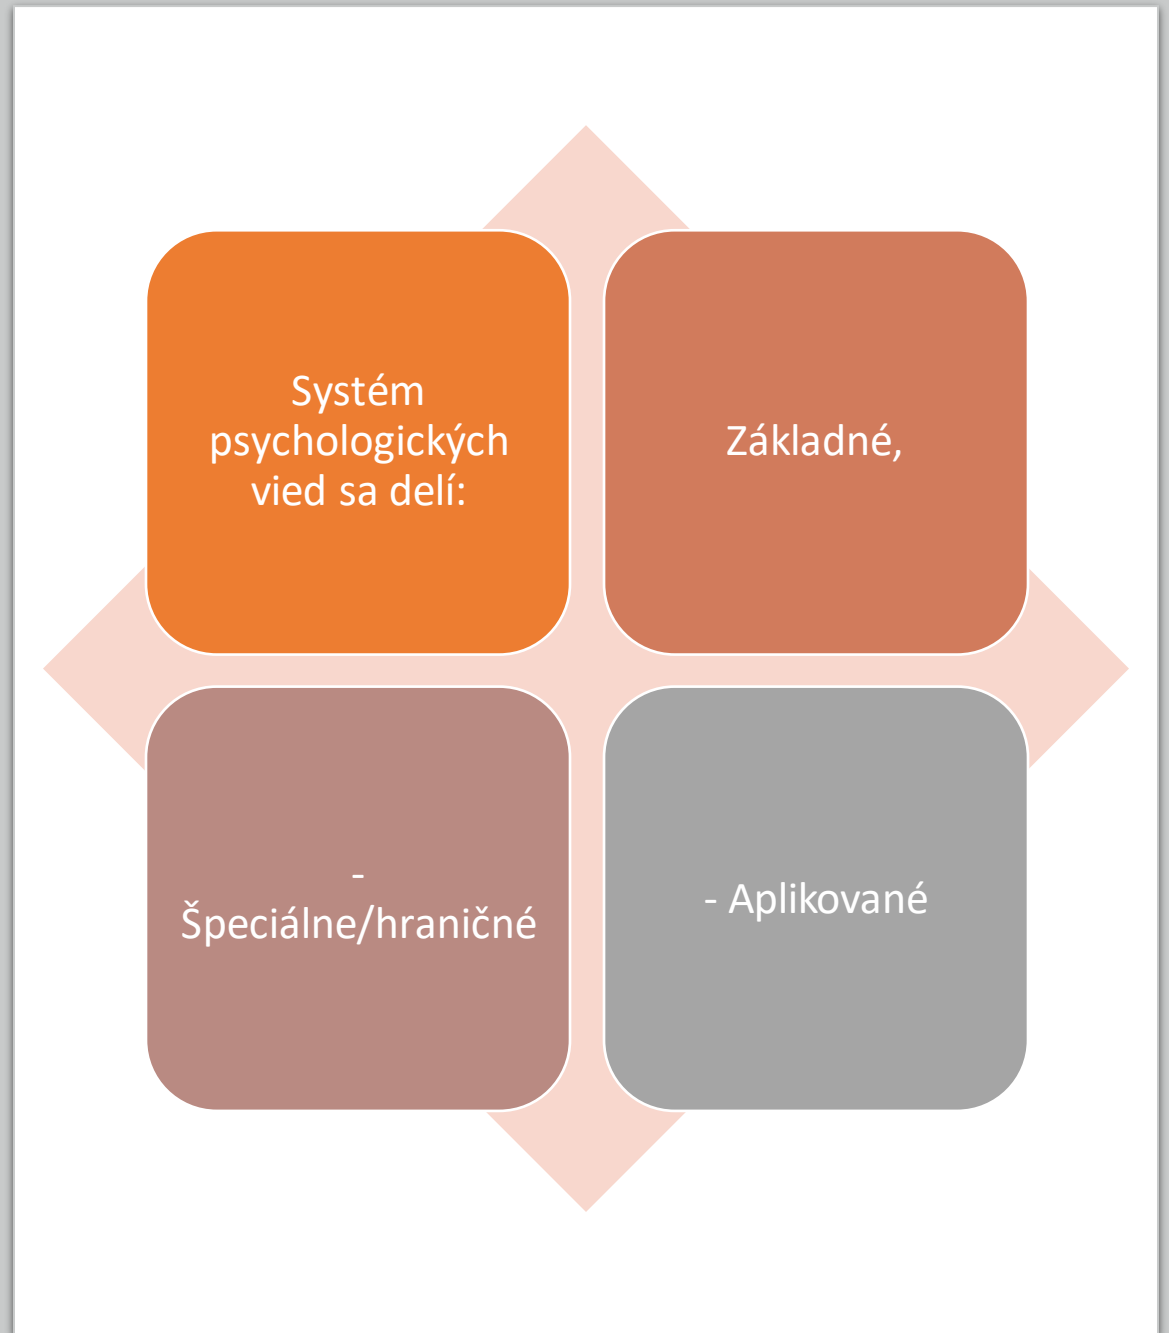 Systém
psychologických
vied sa delí:
Základné,
-
Špeciálne/hraničné
- Aplikované